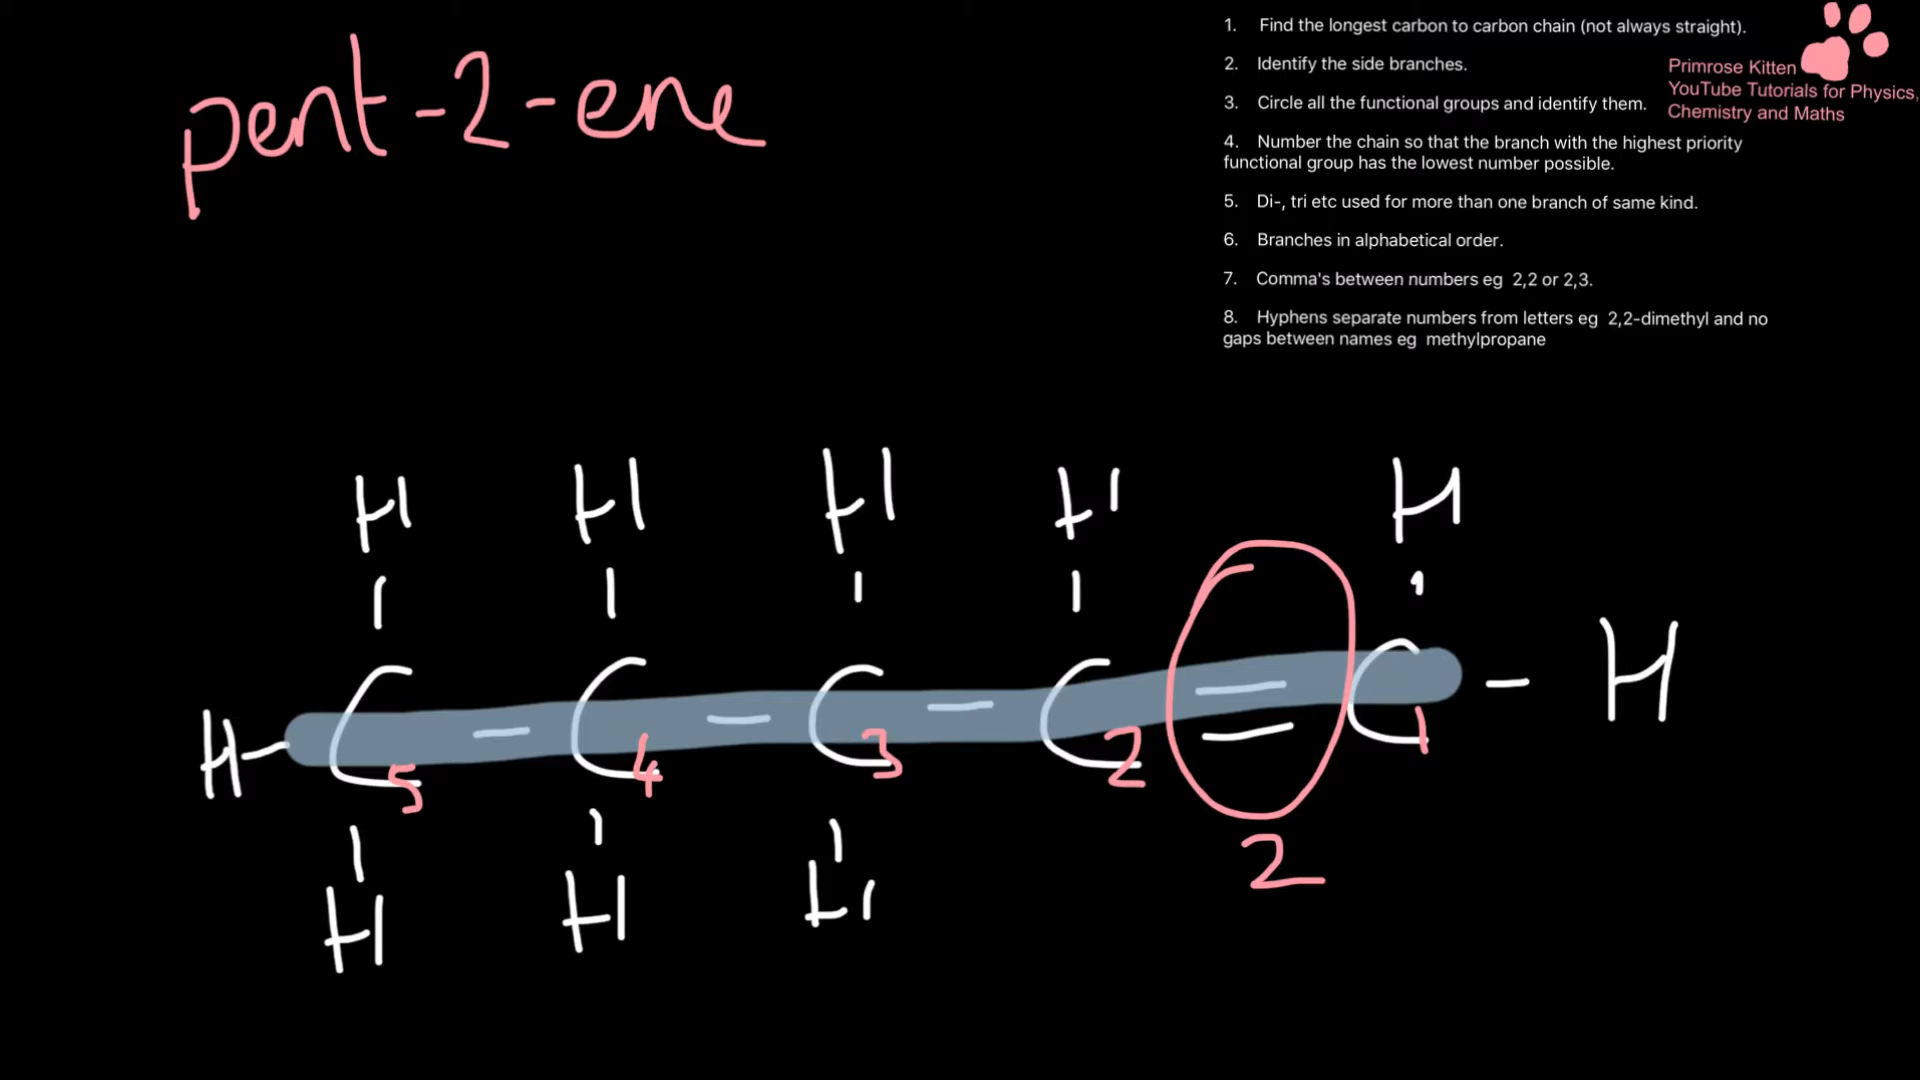 pent-2-ene
1. Find the longest carbon to carbon chain (not always straight).
2. Identify the side branches.
3. Circle all the functional groups and identify them.
4. Number the chain so that the branch with the highest priority
functional group has the lowest number possible.
5. Di-, tri etc used for more than one branch of same kind.
6. Branches in alphabetical order.
7. Comma's between numbers eg 2,2 or 2,3.
8. Hyphens separate numbers from letters eg 2,2-dimethyl and no
gaps between names eg methylpropane
Primrose Kitten
YouTube Tutorials for Physics,
Chemistry and Maths
H H H H H
H-C - C - C - C = C - H
5 4 3 2 1
H H H
2